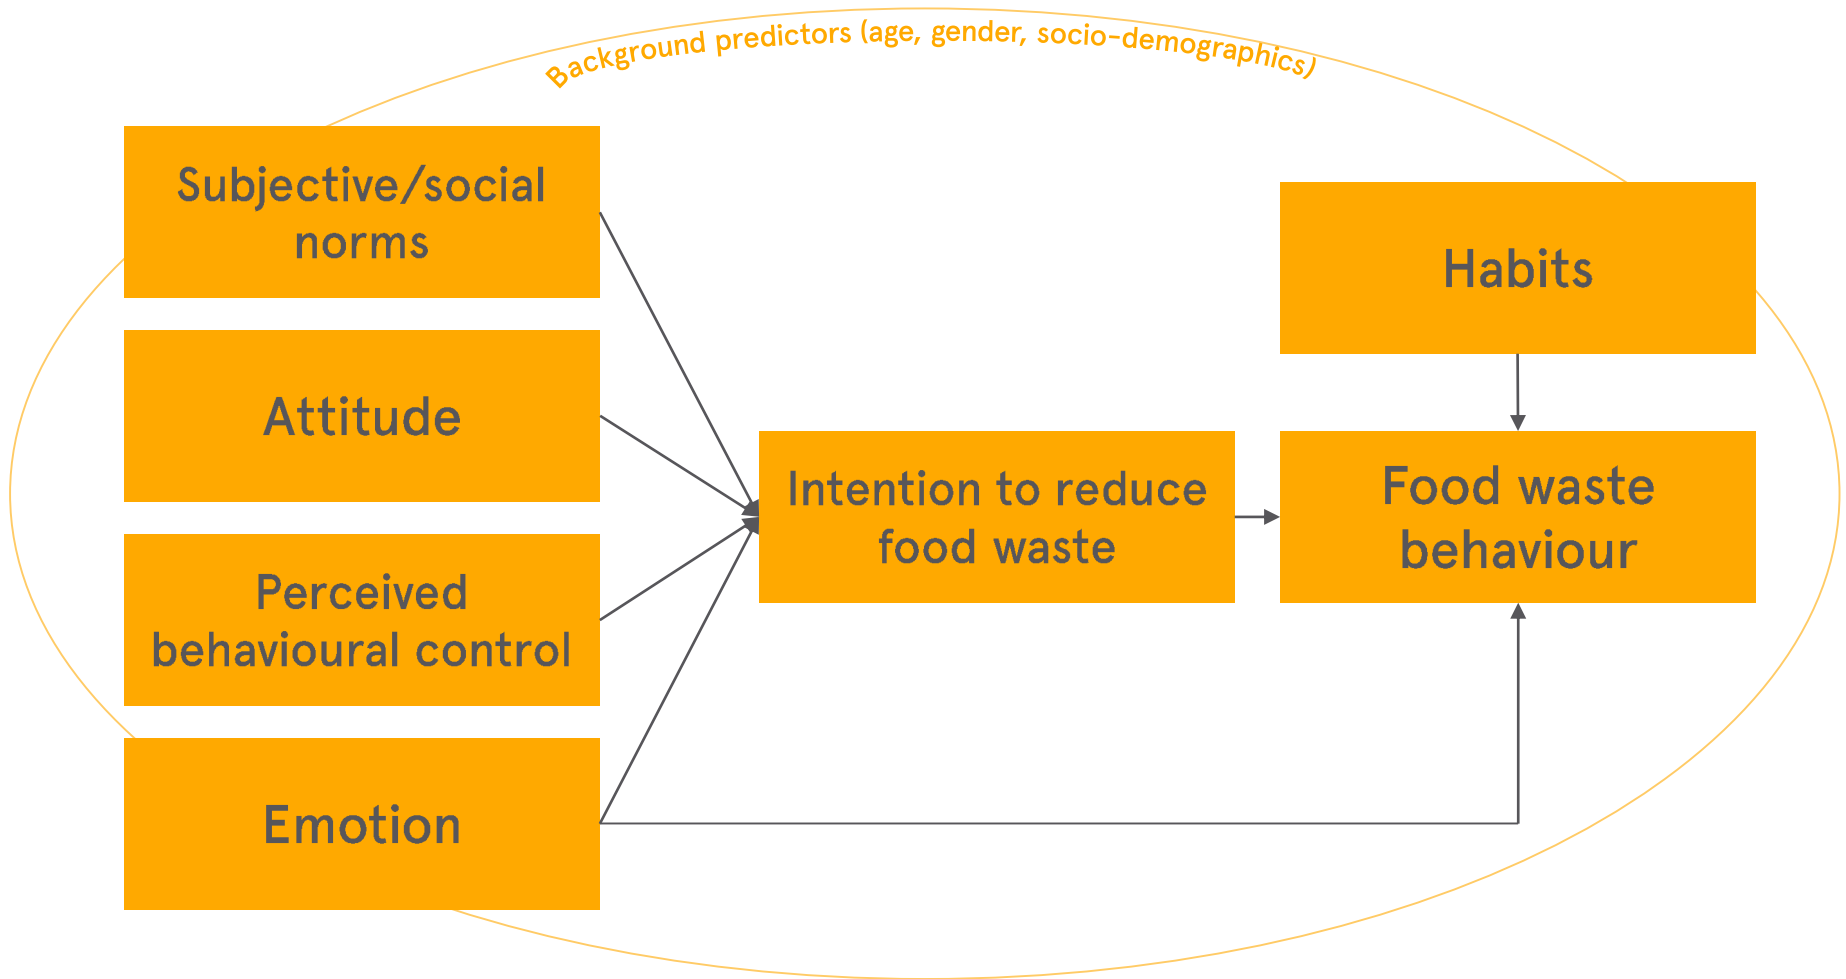 Background predictors (age, gender, socio-demographics)
Subjective/social
norms
Attitude
Perceived
behavioural control
Emotion
Intention to reduce
food waste
Habits
Food waste
behaviour